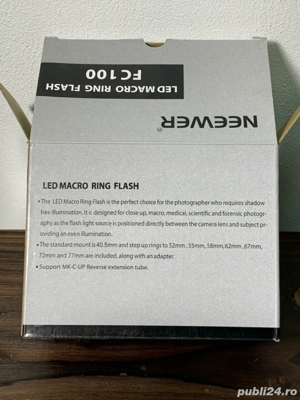 LED MACRO RING FLASH
FC100
NEEWER®
LED MACRO RING FLASH
• The LED Macro Ring Flash is the perfect choice for the photographer who requires shadow
free illumination. It is designed for close up, macro, medical, scientific and forensic photogr-
aphy as the flash light source is positioned directly between the camera lens and subject pr-
oviding an even illumination.
• The standard mount is 40.5mm and step up rings to 52mm ,55mm,58mm,62mm ,67mm,
72mm and 77mm are included, along with an adapter.
• Support MK-C-UP Reverse extension tube.
publi24.ro